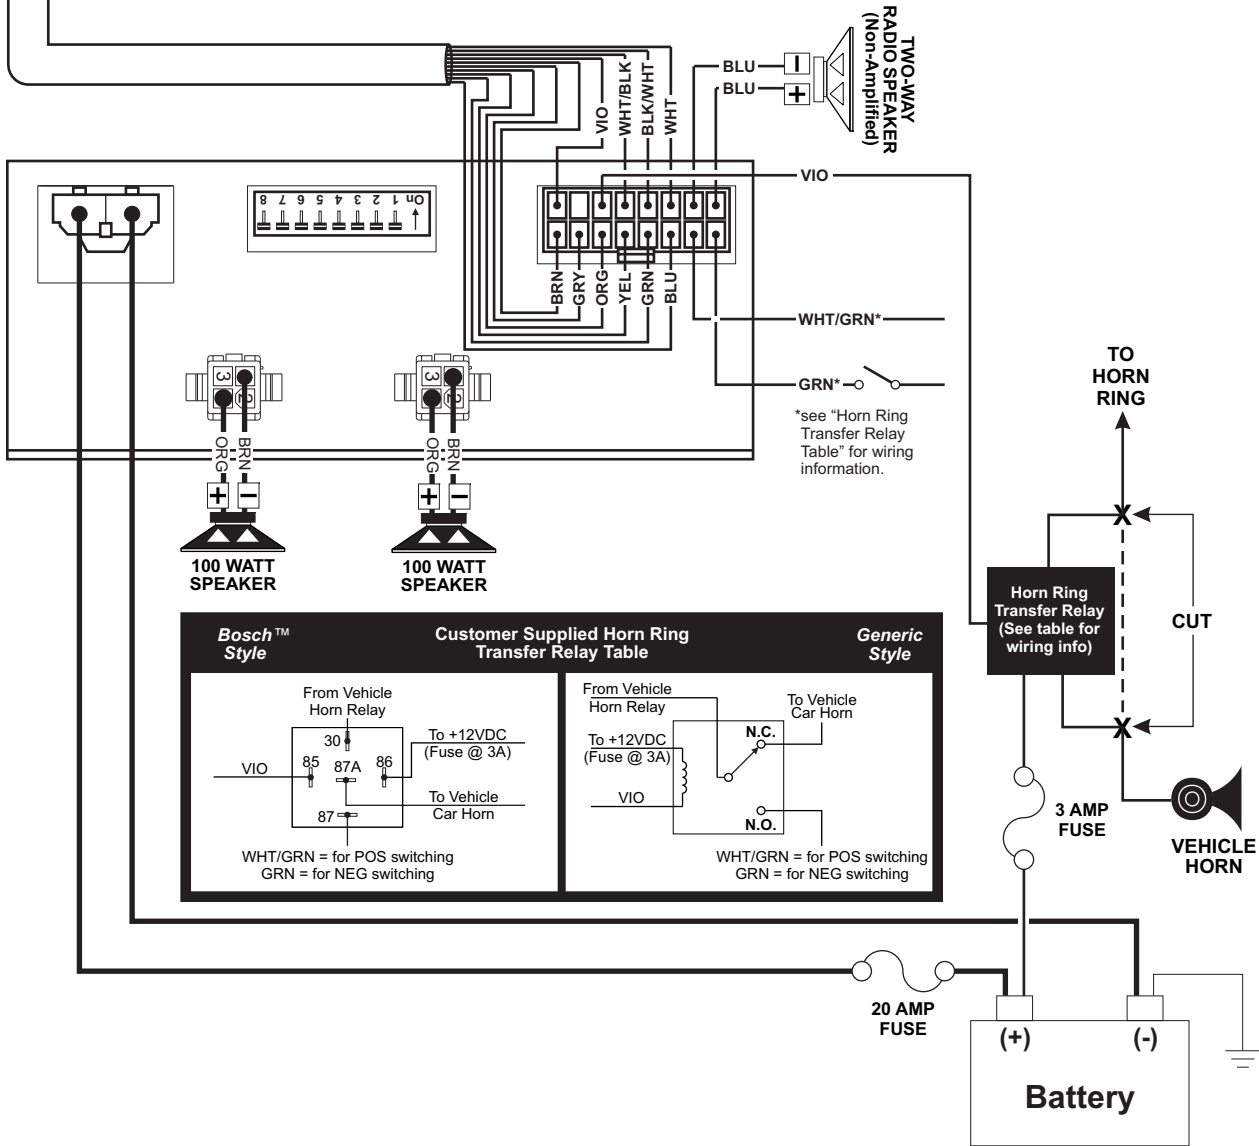 TWO-WAY
RADIO SPEAKER
(Non-Amplified)
BLU
–
BLU
+
VIO
WHT/BLK
BLK/WHT
WHT
VIO
8 7 6 5 4 3 2 1 On
BRN
GRY
ORG
YEL
GRN
BLU
WHT/GRN*
GRN*
*see “Horn Ring
Transfer Relay
Table” for wiring
information.
3
2
ORG
BRN
+ –
100 WATT
SPEAKER
3
2
ORG
BRN
+ –
100 WATT
SPEAKER
TO
HORN
RING
X
CUT
X
Horn Ring
Transfer Relay
(See table for
wiring info)
3 AMP
FUSE
VEHICLE
HORN
Bosch™
Style
Customer Supplied Horn Ring
Transfer Relay Table
Generic
Style
From Vehicle
Horn Relay
30
85
87A
86
87
VIO
To +12VDC
(Fuse @ 3A)
To Vehicle
Car Horn
WHT/GRN = for POS switching
GRN = for NEG switching
From Vehicle
Horn Relay
To Vehicle
Car Horn
To +12VDC
(Fuse @ 3A)
N.C.
VIO
N.O.
WHT/GRN = for POS switching
GRN = for NEG switching
20 AMP
FUSE
(+)
(-)
Battery